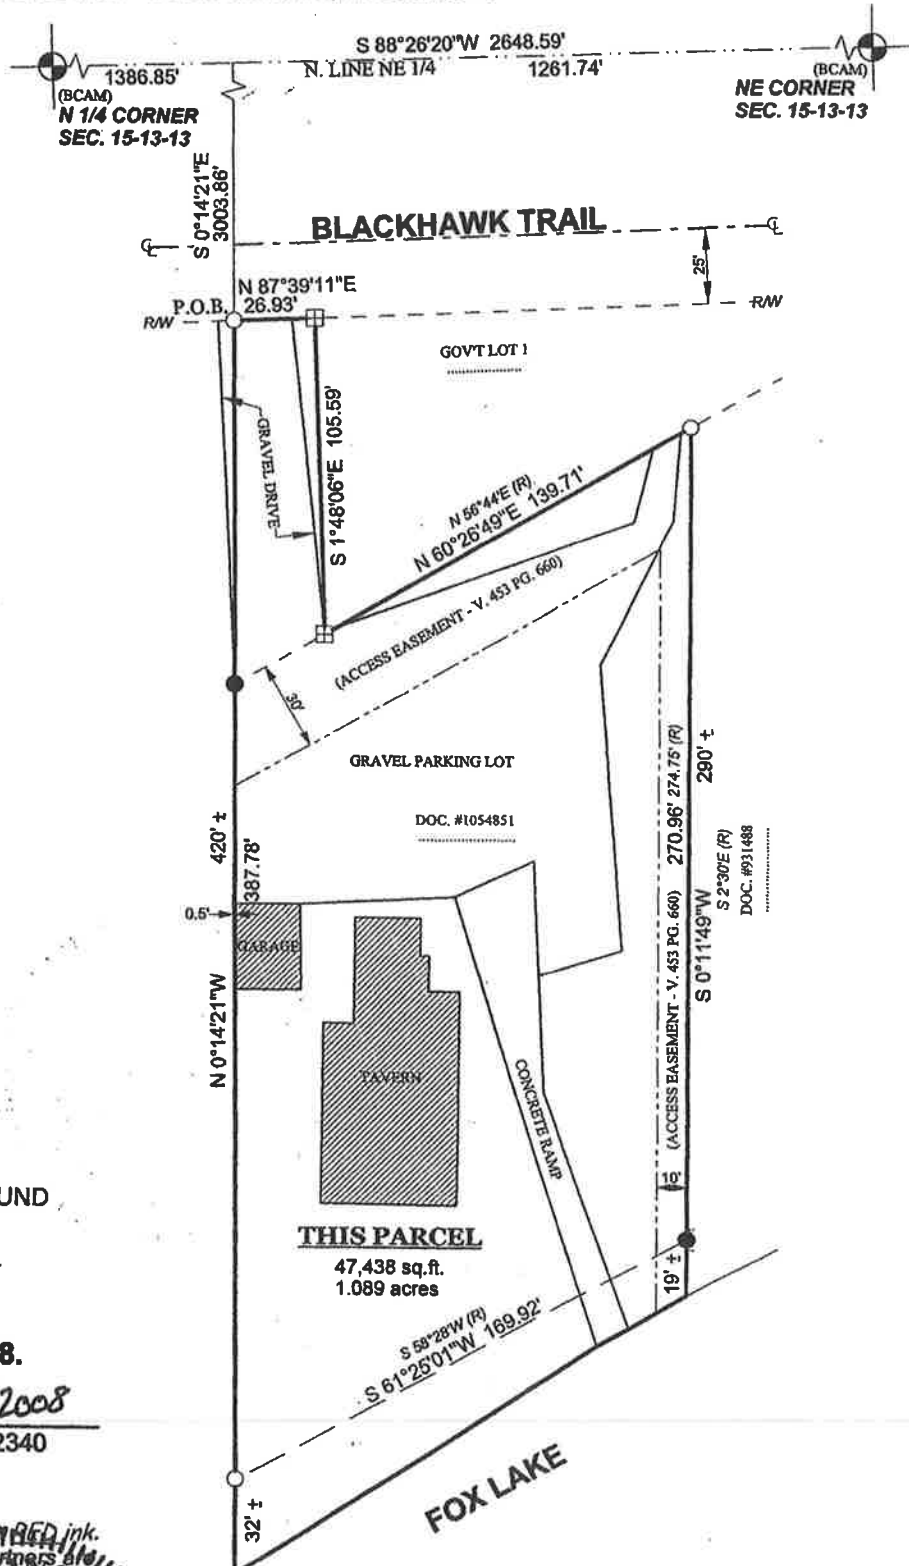 S 88°26'20"W 2648.59'
1386.85'
N. LINE NE 1/4
1261.74'
(BCAM)
N 1/4 CORNER
SEC. 15-13-13
(BCAM)
NE CORNER
SEC. 15-13-13
S 0°14'21"E
3003.86'
BLACKHAWK TRAIL
25'
N 87°39'11"E
P.O.B.
26.93'
R/W
R/W
GOV'T LOT 1
GRAVEL DRIVE
S 1°48'06"E 105.59'
N 56°44'E (R)
N 60°26'49"E 139.71'
(ACCESS EASEMENT - V. 453 PG. 660)
30'
GRAVEL PARKING LOT
DOC. #1054851
420' ±
387.78'
N 0°14'21"W
0.5'
GARAGE
TAVERN
CONCRETE RAMP
(ACCESS EASEMENT - V. 453 PG. 660)
270.96' 274.75' (R)
290' ±
S 0°11'49"W
S 2°30'E (R)
DOC. #931488
10'
19' ±
UND
THIS PARCEL
47,438 sq.ft.
1.089 acres
S 58°28'W (R)
S 61°25'01"W 169.92'
8.
2008
2340
FOX LAKE
32' ±
RED ink.